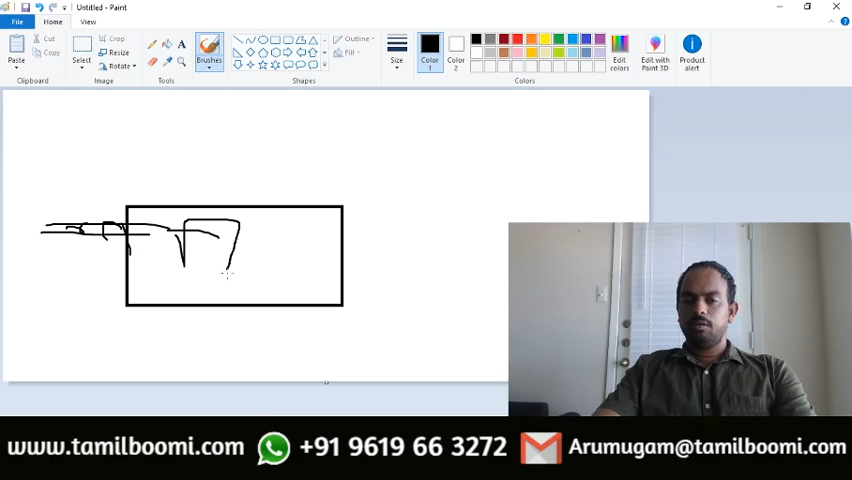 Untitled - Paint
File Home View
Paste
Cut
Copy
Clipboard
Select
Crop
Resize
Rotate
Image
A
Tools
Brushes
Outline
Fill
Shapes
Size
Color
1
Color
2
Colors
Edit
colors
Edit with
Paint 3D
Product
alert
www.tamilboomi.com +91 9619 66 3272 Arumugam@tamilboomi.com